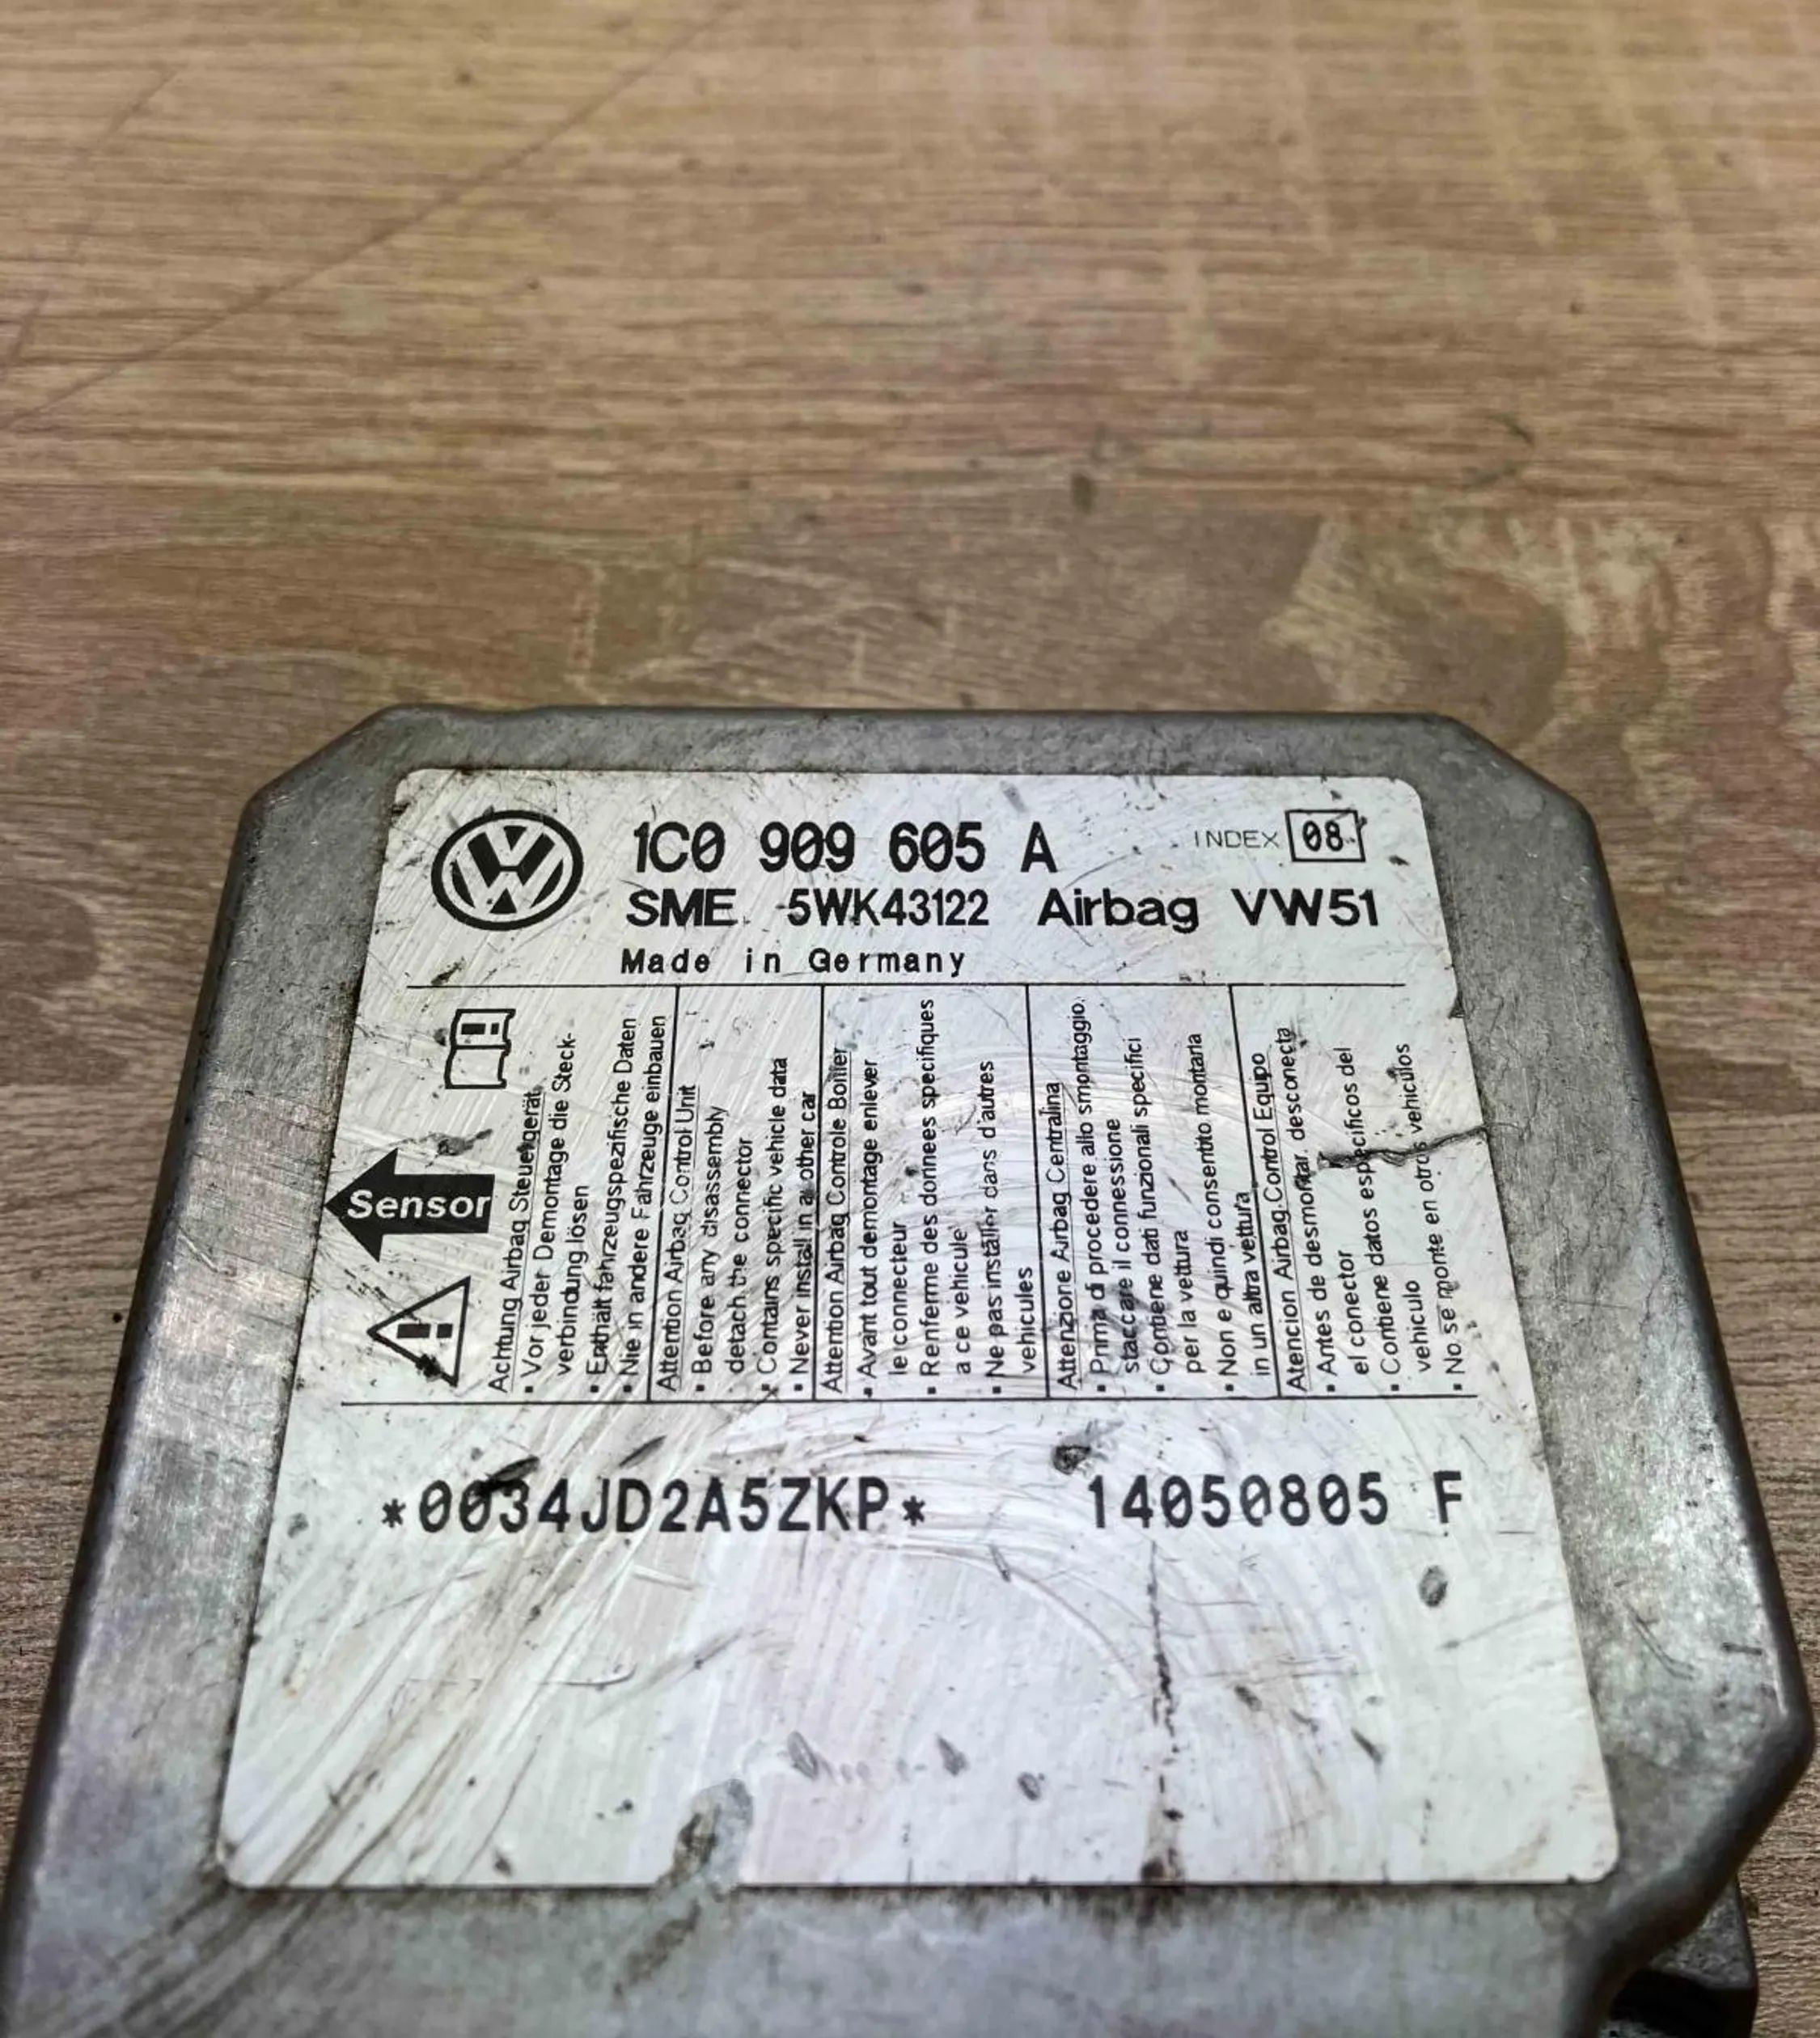 1C0 909 605 A
INDEX 08
SME 5WK43122 Airbag VW51
Made in Germany
Sensor
Achtung Airbag Steuergerät
• Vor jeder Demontage die Steck-
verbindung lösen
• Enthält fahrzeugspezifische Daten
• Nie in andere Fahrzeuge einbauen
Attention Airbag Control Unit
• Before any disassembly
detach the connector
• Contains specific vehicle data
• Never install in another car
Attention Airbag Controle Boitier
• Avant tout demontage enlever
le connecteur
• Renferme des donnees specifiques
a ce vehicule
• Ne pas installer dans d'autres
vehicules
Attenzione Airbag Centralina
• Prima di procedere allo smontaggio,
staccare il connessione
• Contiene dati funzionali specifici
per la vettura
• Non e quindi consentito montarla
in un altra vettura
Atencion Airbag Control Equipo
• Antes de desmontar, desconecta
el conector
• Contiene datos especificos del
vehiculo
• No se monte en otros vehiculos
*0034JD2A5ZKP*
14050805 F